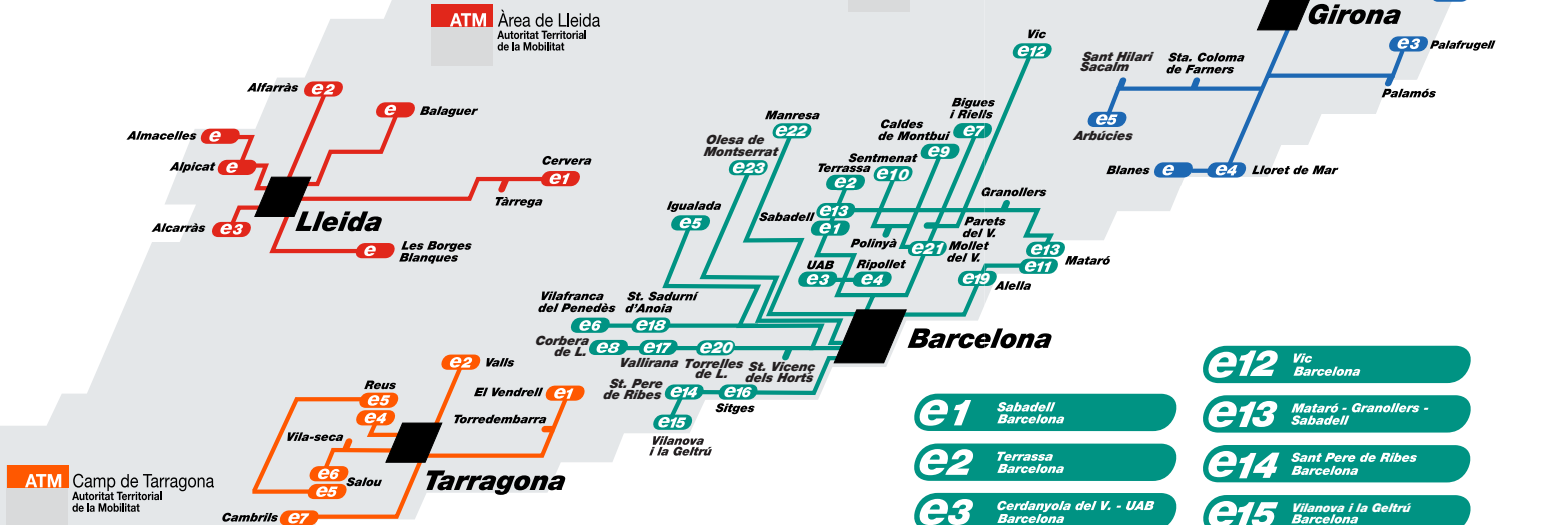 ATM Àrea de Lleida
Autoritat Territorial
de la Mobilitat
Girona
Vic
e12
e3 Palafrugell
Sant Hilari
Sacalm
Sta. Coloma
de Farners
Palamós
e5
Arbúcies
Blanes e e4 Lloret de Mar
Alfarràs e2
e Balaguer
Almacelles e
Alpicat e
Cervera
e1
Tàrrega
Lleida
Alcarràs e3
e Les Borges
Blanques
Manresa
e22
Olesa de
Montserrat
e23
Bigues
i Riells
e7
Caldes
de Montbui
e9
Sentmenat
e10
Terrassa
e2
Granollers
Igualada
e5
Sabadell
e13
e1
Polinyà
Parets
del V.
e21 Mollet
del V.
e13
e11
Mataró
UAB
e3
Ripollet
e4
e19
Alella
Vilafranca
del Penedès
e6
St. Sadurní
d'Anoia
e18
Barcelona
Corbera
de L.
e8 e17 e20
Vallirana
Torrelles
de L.
St. Vicenç
dels Horts
St. Pere
de Ribes
e14 e16
Sitges
e15
Vilanova
i la Geltrú
e2 Valls
Reus
e5
e4
El Vendrell e1
Torredembarra
Vila-seca
e6
e5
Salou
Tarragona
Cambrils e7
ATM Camp de Tarragona
Autoritat Territorial
de la Mobilitat
e1 Sabadell
Barcelona
e2 Terrassa
Barcelona
e3 Cerdanyola del V. - UAB
Barcelona
e12 Vic
Barcelona
e13 Mataró - Granollers -
Sabadell
e14 Sant Pere de Ribes
Barcelona
e15 Vilanova i la Geltrú
Barcelona